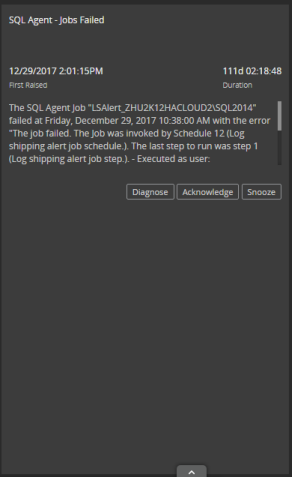 SQL Agent - Jobs Failed
12/29/2017 2:01:15PM 111d 02:18:48
First Raised Duration
The SQL Agent Job "LSAlert_ZHU2K12HACLOUD2\SQL2014"
failed at Friday, December 29, 2017 10:38:00 AM with the error
"The job failed. The Job was invoked by Schedule 12 (Log
shipping alert job schedule.). The last step to run was step 1
(Log shipping alert job step.). - Executed as user:
Diagnose Acknowledge Snooze